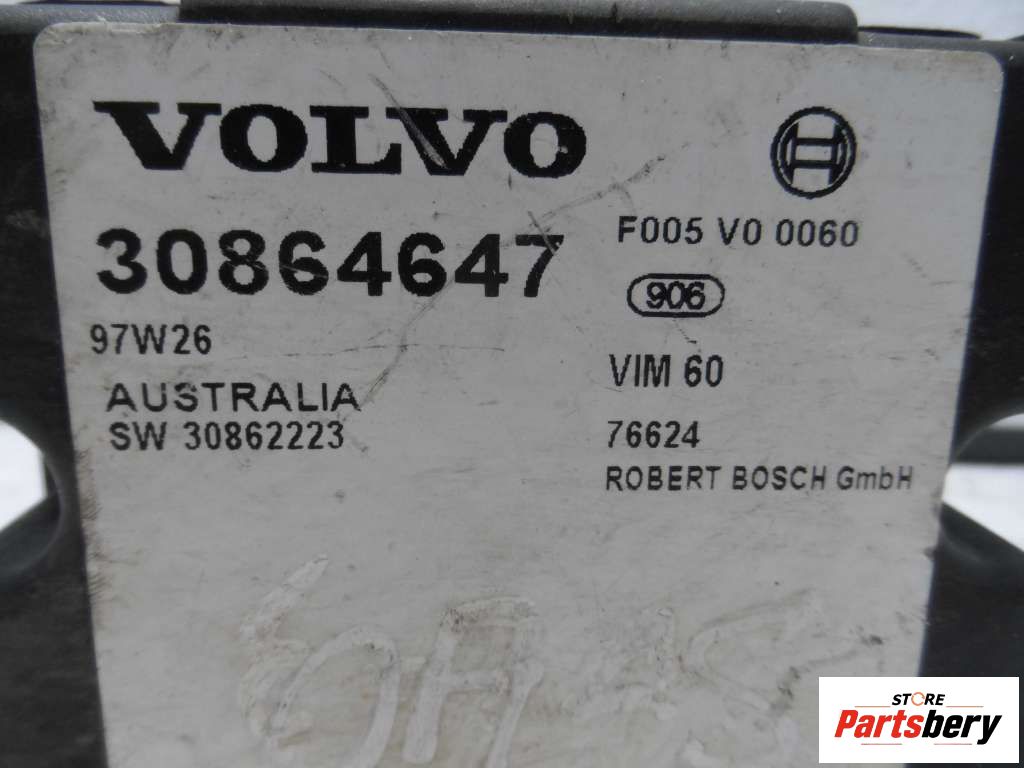 VOLVO
30864647
97W26
AUSTRALIA
SW 30862223
F005 V0 0060
906
VIM 60
76624
ROBERT BOSCH GmbH
STORE
Partsbery